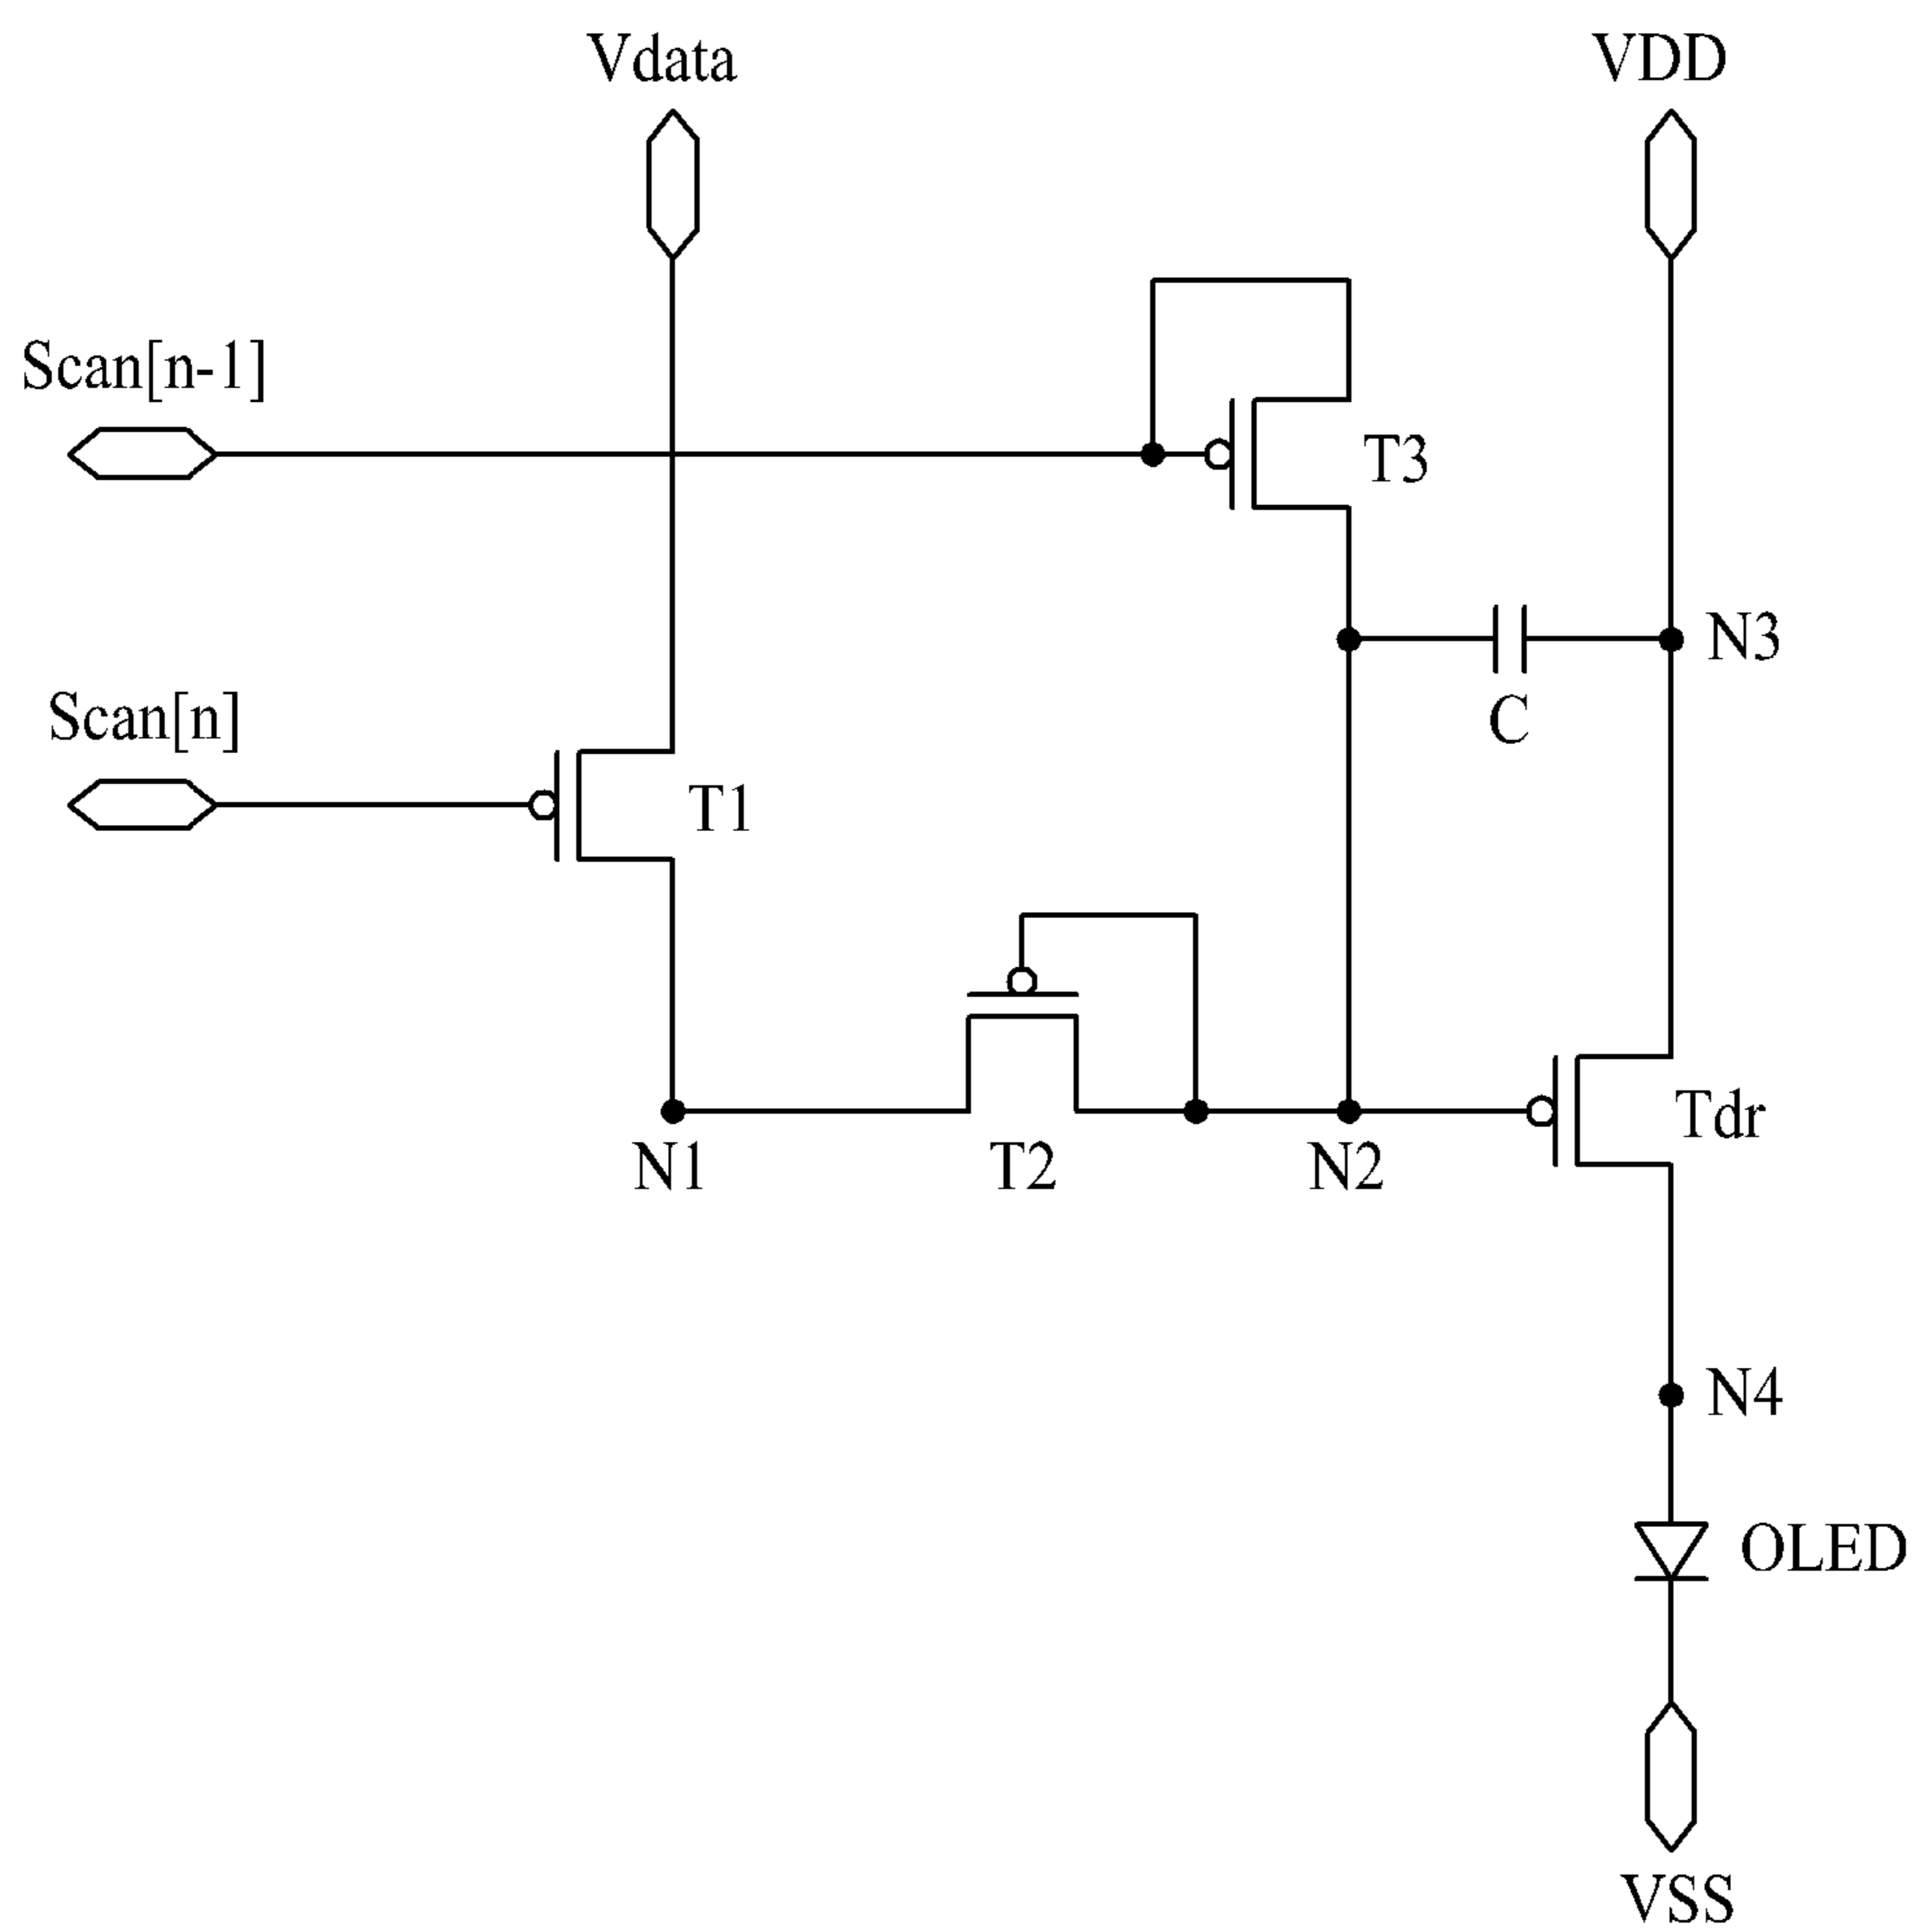 Vdata
VDD
Scan[n-1]
T3
N3
C
Scan[n]
T1
Tdr
N1
T2
N2
N4
OLED
VSS